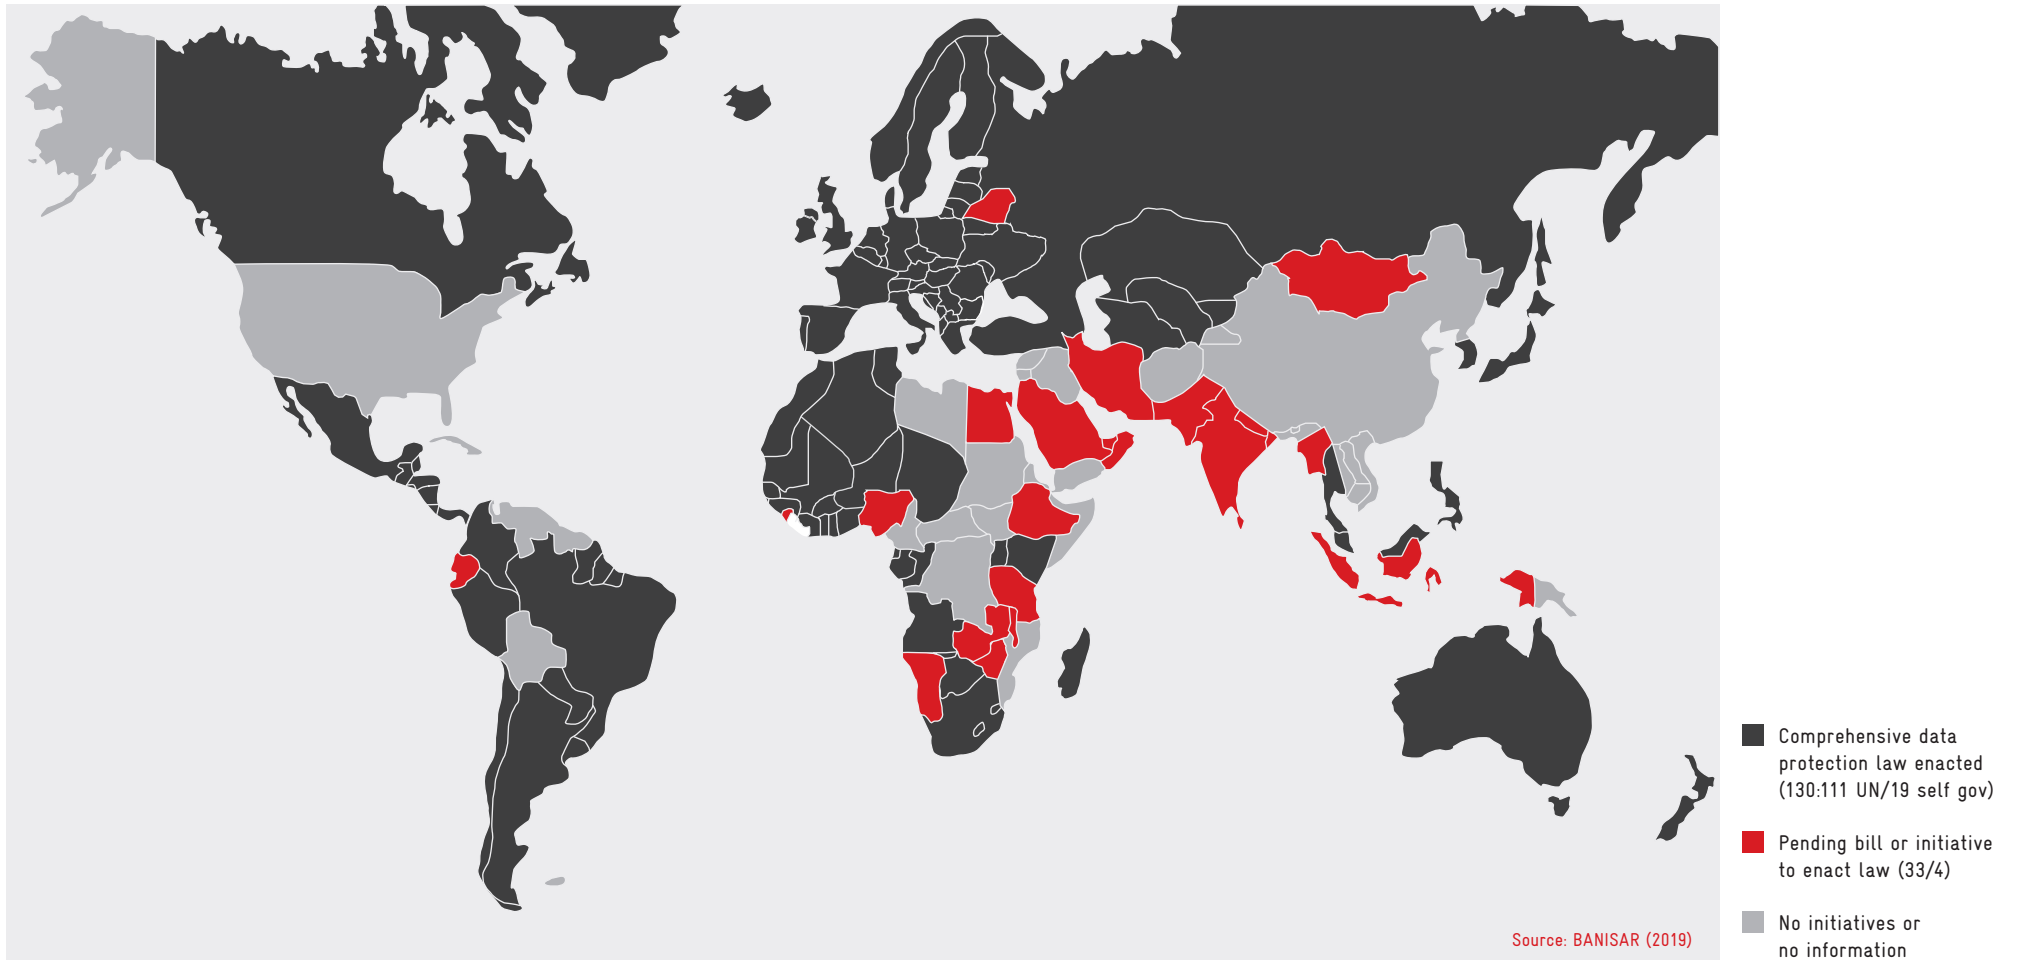 Comprehensive data
protection law enacted
(130:111 UN/19 self gov)
Pending bill or initiative
to enact law (33/4)
No initiatives or
no information
Source: BANISAR (2019)